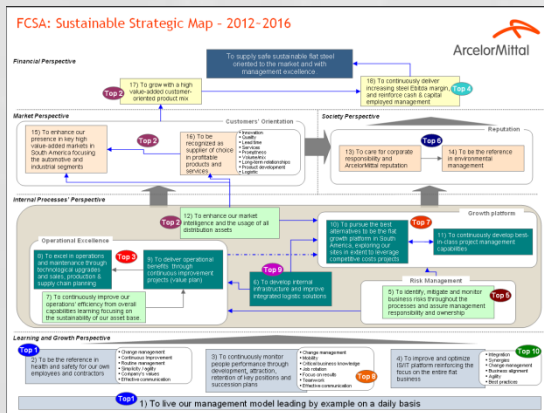 FCSA: Sustainable Strategic Map - 2012-2016
ArcelorMittal
Financial Perspective
To supply safe sustainable flat steel
oriented to the market and with
management excellence
Top 2
17) To grow with a high
value-added customer-
oriented product mix
18) To continuously deliver
increasing steel Ebitda margin,
and reinforce cash & capital
employed management
Top 4
Market Perspective
Customers' Orientation
15) To enhance our
presence in key high
value-added markets in
South America focusing
the automotive and
industrial segments
Top 2
16) To be
recognized as
supplier of choice
in profitable
products and
services
• Innovation
• Quality
• Lead time
• Services
• Promptness
• Volume/mix
• Long-term relationships
• Product development
• Logistic
Society Perspective
Reputation
Top 6
13) To care for corporate
responsibility and
ArcelorMittal reputation
14) To be the reference
in environmental
management
Internal Processes' Perspective
Top 2
12) To enhance our market
intelligence and the usage of all
distribution assets
Growth platform
10) To pursue the best
alternatives to be the flat
growth platform in South
America, exploring our
sites in extent to leverage
competitive costs projects
Top 7
11) To continuously develop best-
in-class project management
capabilities
Operational Excellence
8) To excel in operations
and maintenance through
technological upgrades
and sales, production &
supply chain planning.
Top 3
9) To deliver operational
benefits through
continuous improvement
projects (value plan)
7) To continuously improve our
operations' efficiency from overall
capabilities learning focusing on
the sustainability of our asset base.
Top 9
6) To develop internal
infrastructure and improve
integrated logistic solutions
Risk Management
5) To identify, mitigate and monitor
business risks throughout the
processes and assure management
responsibility and ownership
Top 5
Learning and Growth Perspective
Top 1
2) To be the reference in
health and safety for our own
employees and contractors
• Change management
• Continuous Improvement
• Routine management
• Simplicity / agility
• Company's values
• Effective communication
3) To continuously monitor
people performance through
development, attraction,
retention of key positions and
succession plans
• Change management
• Mobility
• Critical business knowledge
• Job rotation
• Focus on results
• Teamwork
• Effective communication
Top 8
4) To improve and optimize
IS/IT platform reinforcing
the focus on the entire
flat business
Top 10
• Integration
• Synergies
• Change management
• Business alignment
• Agility
• Best practices
Top1
1) To live our management model leading by example on a daily basis